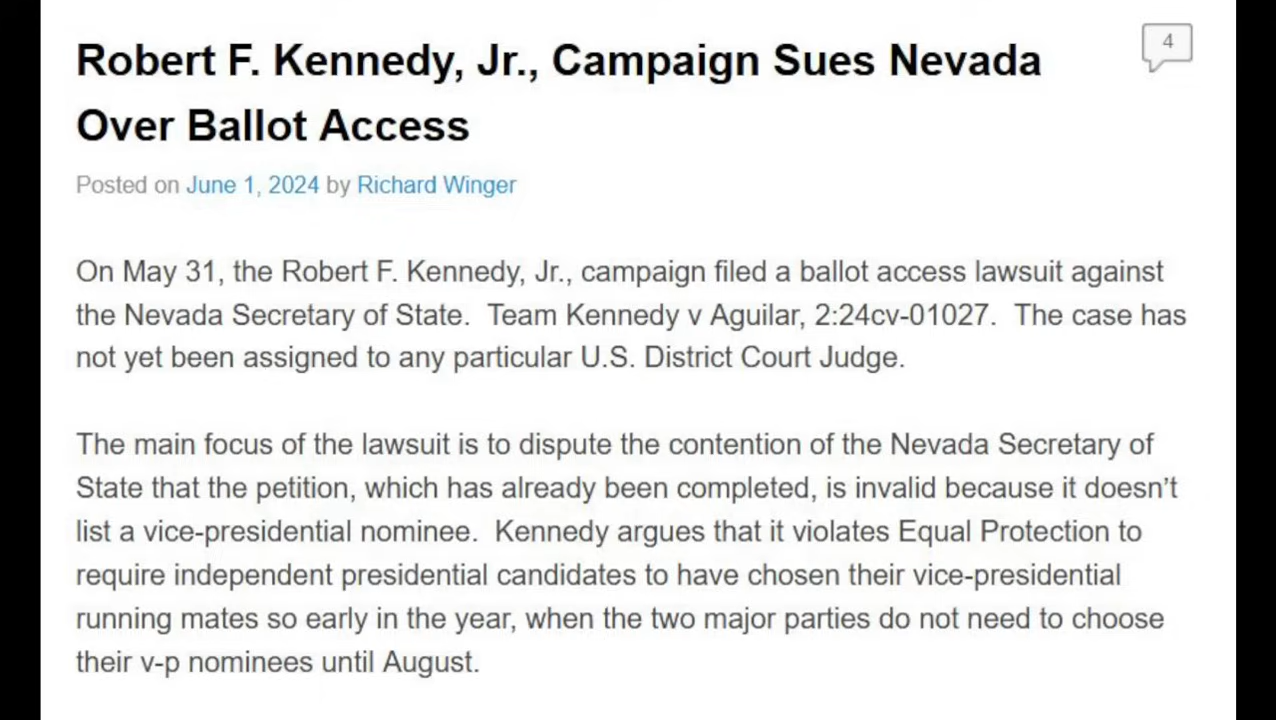 Robert F. Kennedy, Jr., Campaign Sues Nevada
4
Over Ballot Access
Posted on June 1, 2024 by Richard Winger
On May 31, the Robert F. Kennedy, Jr., campaign filed a ballot access lawsuit against
the Nevada Secretary of State.  Team Kennedy v Aguilar, 2:24cv-01027.  The case has
not yet been assigned to any particular U.S. District Court Judge.
The main focus of the lawsuit is to dispute the contention of the Nevada Secretary of
State that the petition, which has already been completed, is invalid because it doesn’t
list a vice-presidential nominee.  Kennedy argues that it violates Equal Protection to
require independent presidential candidates to have chosen their vice-presidential
running mates so early in the year, when the two major parties do not need to choose
their v-p nominees until August.